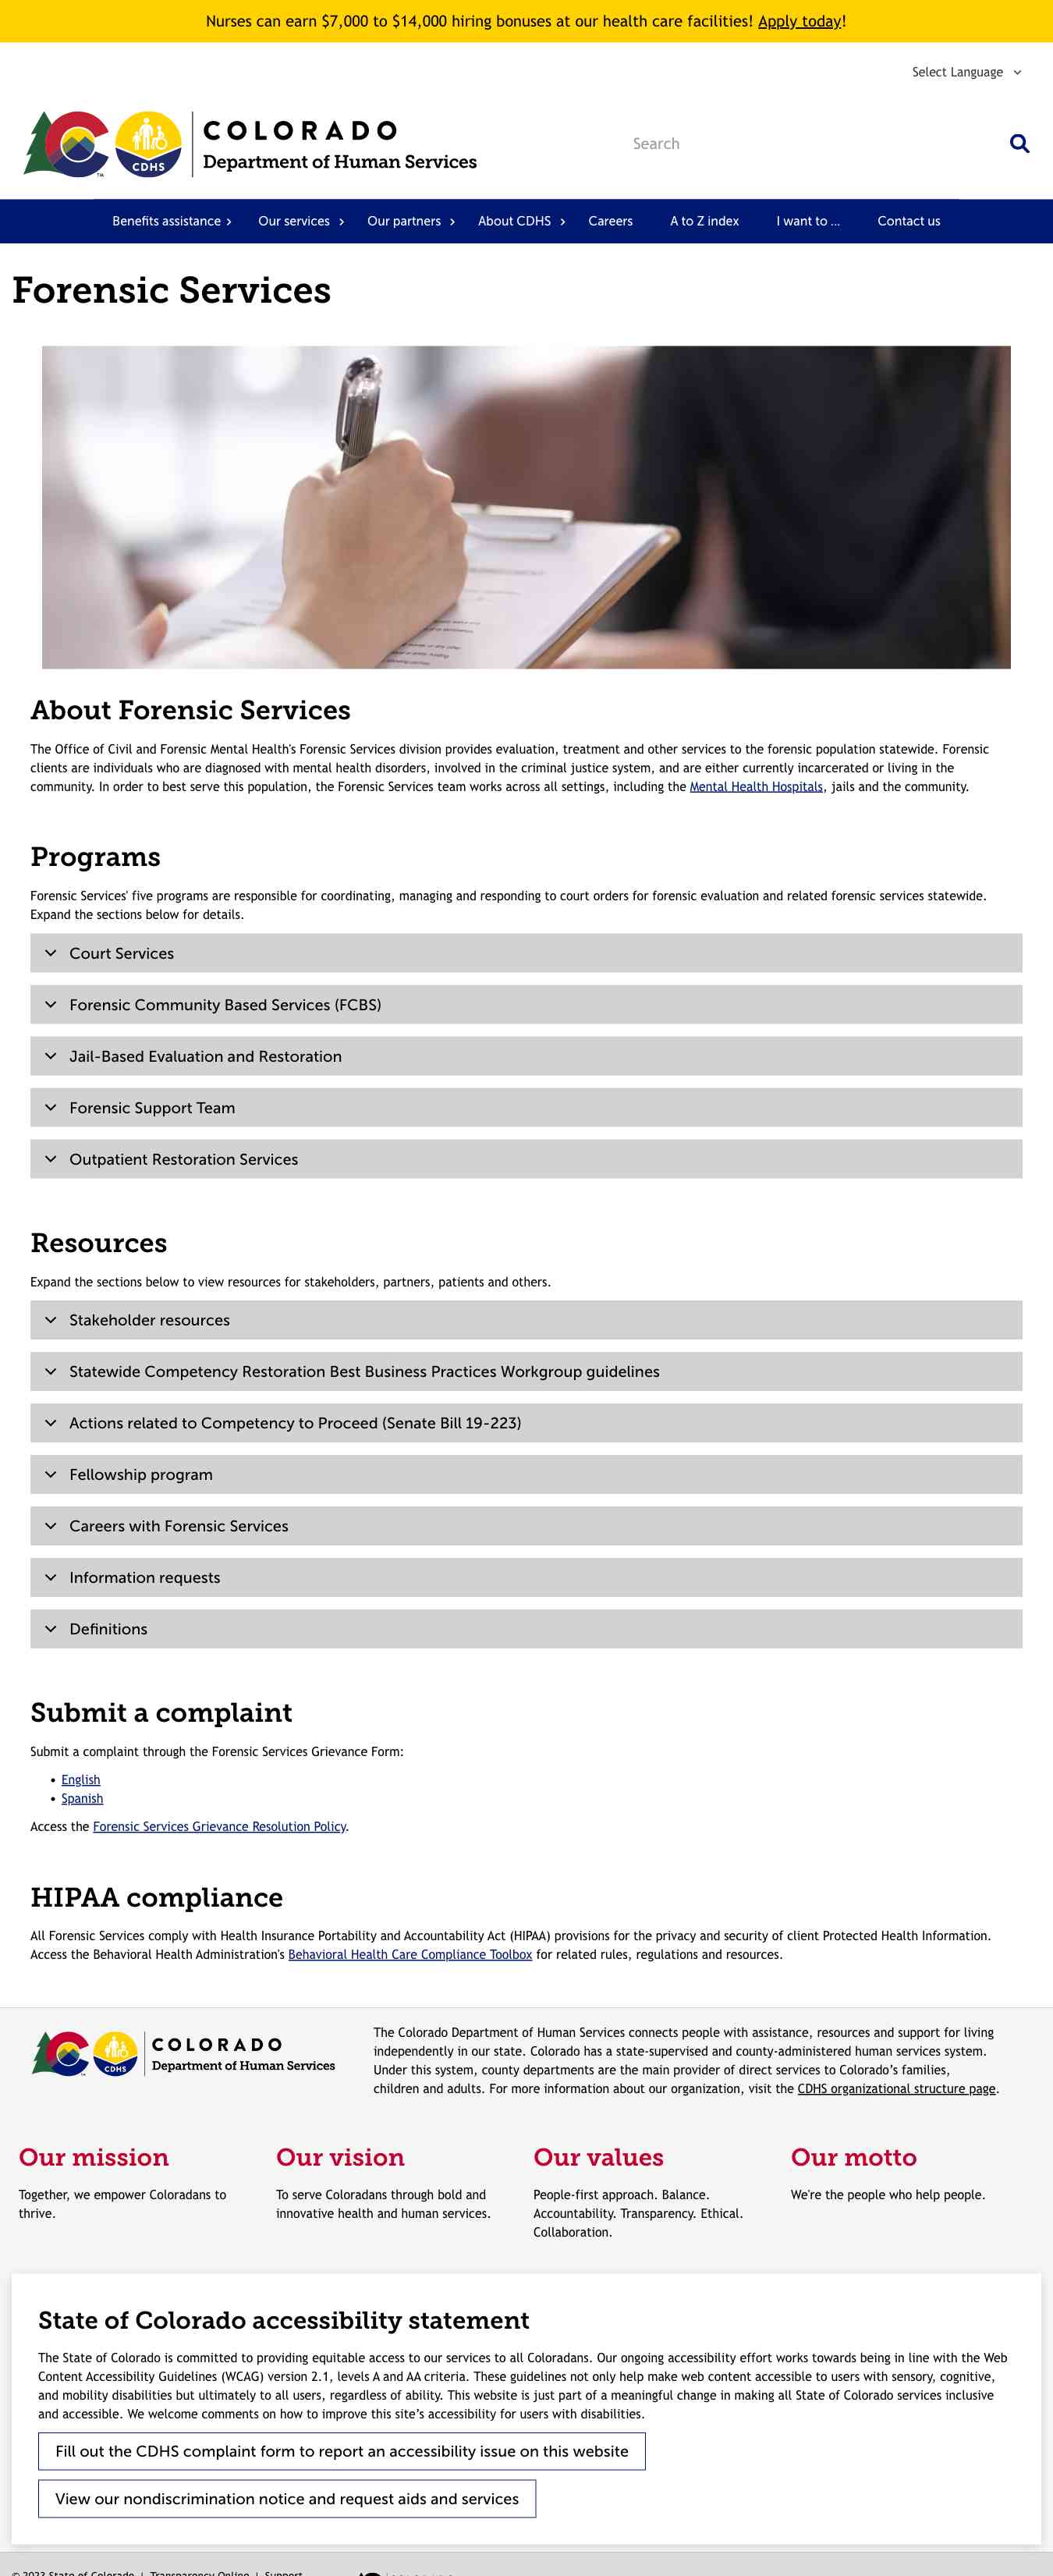 Nurses can earn $7,000 to $14,000 hiring bonuses at our health care facilities! Apply today!
Select Language
COLORADO
Department of Human Services
CDHS
TM
Search
Benefits assistance
Our services
Our partners
About CDHS
Careers
A to Z index
I want to ...
Contact us
Forensic Services
About Forensic Services
The Office of Civil and Forensic Mental Health's Forensic Services division provides evaluation, treatment and other services to the forensic population statewide. Forensic
clients are individuals who are diagnosed with mental health disorders, involved in the criminal justice system, and are either currently incarcerated or living in the
community. In order to best serve this population, the Forensic Services team works across all settings, including the Mental Health Hospitals, jails and the community.
Programs
Forensic Services' five programs are responsible for coordinating, managing and responding to court orders for forensic evaluation and related forensic services statewide.
Expand the sections below for details.
Court Services
Forensic Community Based Services (FCBS)
Jail-Based Evaluation and Restoration
Forensic Support Team
Outpatient Restoration Services
Resources
Expand the sections below to view resources for stakeholders, partners, patients and others.
Stakeholder resources
Statewide Competency Restoration Best Business Practices Workgroup guidelines
Actions related to Competency to Proceed (Senate Bill 19-223)
Fellowship program
Careers with Forensic Services
Information requests
Definitions
Submit a complaint
Submit a complaint through the Forensic Services Grievance Form:
• English
• Spanish
Access the Forensic Services Grievance Resolution Policy.
HIPAA compliance
All Forensic Services comply with Health Insurance Portability and Accountability Act (HIPAA) provisions for the privacy and security of client Protected Health Information.
Access the Behavioral Health Administration's Behavioral Health Care Compliance Toolbox for related rules, regulations and resources.
COLORADO
Department of Human Services
CDHS
The Colorado Department of Human Services connects people with assistance, resources and support for living
independently in our state. Colorado has a state-supervised and county-administered human services system.
Under this system, county departments are the main provider of direct services to Colorado’s families,
children and adults. For more information about our organization, visit the CDHS organizational structure page.
Our mission
Together, we empower Coloradans to
thrive.
Our vision
To serve Coloradans through bold and
innovative health and human services.
Our values
People-first approach. Balance.
Accountability. Transparency. Ethical.
Collaboration.
Our motto
We're the people who help people.
State of Colorado accessibility statement
The State of Colorado is committed to providing equitable access to our services to all Coloradans. Our ongoing accessibility effort works towards being in line with the Web
Content Accessibility Guidelines (WCAG) version 2.1, levels A and AA criteria. These guidelines not only help make web content accessible to users with sensory, cognitive,
and mobility disabilities but ultimately to all users, regardless of ability. This website is just part of a meaningful change in making all State of Colorado services inclusive
and accessible. We welcome comments on how to improve this site’s accessibility for users with disabilities.
Fill out the CDHS complaint form to report an accessibility issue on this website
View our nondiscrimination notice and request aids and services
© 2023 State of Colorado | Transparency Online | Support